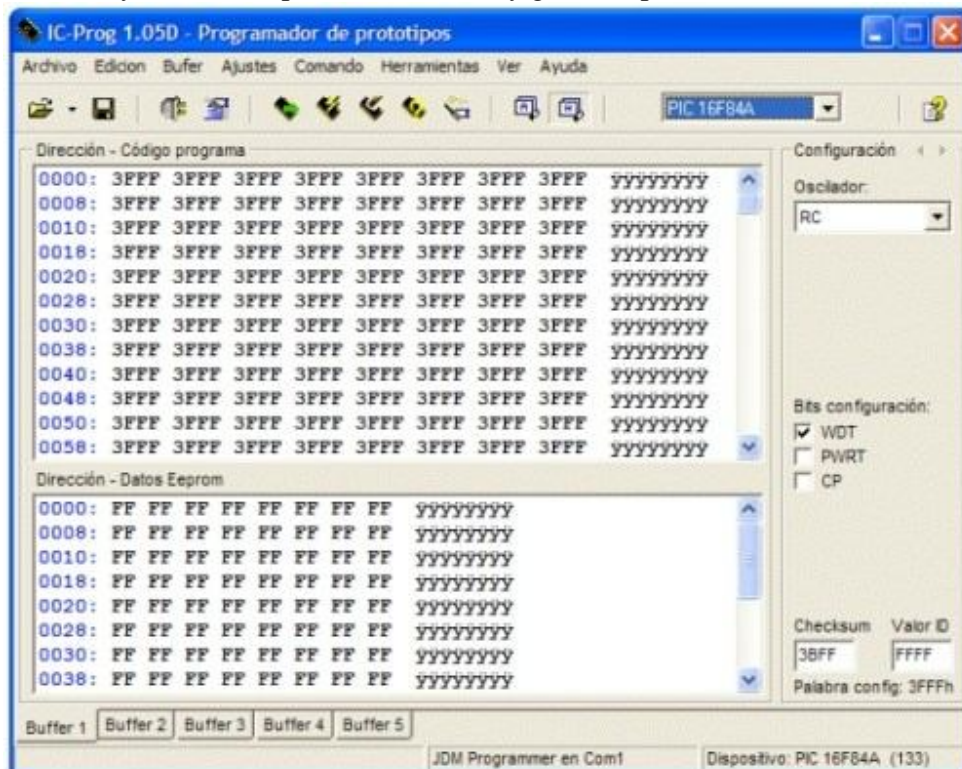 IC-Prog 1.05D - Programador de prototipos
Archivo Edicion Bufer Ajustes Comando Herramientas Ver Ayuda
PIC 16F84A
Dirección - Código programa
0000: 3FFF 3FFF 3FFF 3FFF 3FFF 3FFF 3FFF 3FFF ÿÿÿÿÿÿÿÿ
0008: 3FFF 3FFF 3FFF 3FFF 3FFF 3FFF 3FFF 3FFF ÿÿÿÿÿÿÿÿ
0010: 3FFF 3FFF 3FFF 3FFF 3FFF 3FFF 3FFF 3FFF ÿÿÿÿÿÿÿÿ
0018: 3FFF 3FFF 3FFF 3FFF 3FFF 3FFF 3FFF 3FFF ÿÿÿÿÿÿÿÿ
0020: 3FFF 3FFF 3FFF 3FFF 3FFF 3FFF 3FFF 3FFF ÿÿÿÿÿÿÿÿ
0028: 3FFF 3FFF 3FFF 3FFF 3FFF 3FFF 3FFF 3FFF ÿÿÿÿÿÿÿÿ
0030: 3FFF 3FFF 3FFF 3FFF 3FFF 3FFF 3FFF 3FFF ÿÿÿÿÿÿÿÿ
0038: 3FFF 3FFF 3FFF 3FFF 3FFF 3FFF 3FFF 3FFF ÿÿÿÿÿÿÿÿ
0040: 3FFF 3FFF 3FFF 3FFF 3FFF 3FFF 3FFF 3FFF ÿÿÿÿÿÿÿÿ
0048: 3FFF 3FFF 3FFF 3FFF 3FFF 3FFF 3FFF 3FFF ÿÿÿÿÿÿÿÿ
0050: 3FFF 3FFF 3FFF 3FFF 3FFF 3FFF 3FFF 3FFF ÿÿÿÿÿÿÿÿ
0058: 3FFF 3FFF 3FFF 3FFF 3FFF 3FFF 3FFF 3FFF ÿÿÿÿÿÿÿÿ
Dirección - Datos Eeprom
0000: FF FF FF FF FF FF FF FF ÿÿÿÿÿÿÿÿ
0008: FF FF FF FF FF FF FF FF ÿÿÿÿÿÿÿÿ
0010: FF FF FF FF FF FF FF FF ÿÿÿÿÿÿÿÿ
0018: FF FF FF FF FF FF FF FF ÿÿÿÿÿÿÿÿ
0020: FF FF FF FF FF FF FF FF ÿÿÿÿÿÿÿÿ
0028: FF FF FF FF FF FF FF FF ÿÿÿÿÿÿÿÿ
0030: FF FF FF FF FF FF FF FF ÿÿÿÿÿÿÿÿ
0038: FF FF FF FF FF FF FF FF ÿÿÿÿÿÿÿÿ
Configuración
Oscilador:
RC
Bits configuración:
WDT
PWRT
CP
Checksum Valor ID
3BFF FFFF
Palabra config: 3FFFh
Buffer 1 Buffer 2 Buffer 3 Buffer 4 Buffer 5
JDM Programmer en Com1 Dispositivo: PIC 16F84A (133)